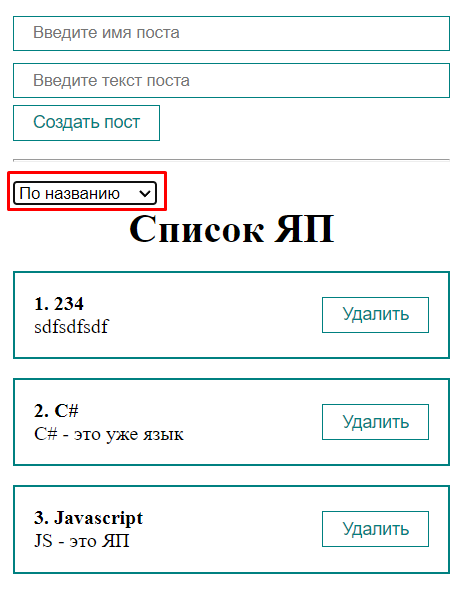 Введите имя поста
Введите текст поста
Создать пост
По названию
Список ЯП
1. 234
sdfsdfsdf
Удалить
2. C#
C# - это уже язык
Удалить
3. Javascript
JS - это ЯП
Удалить